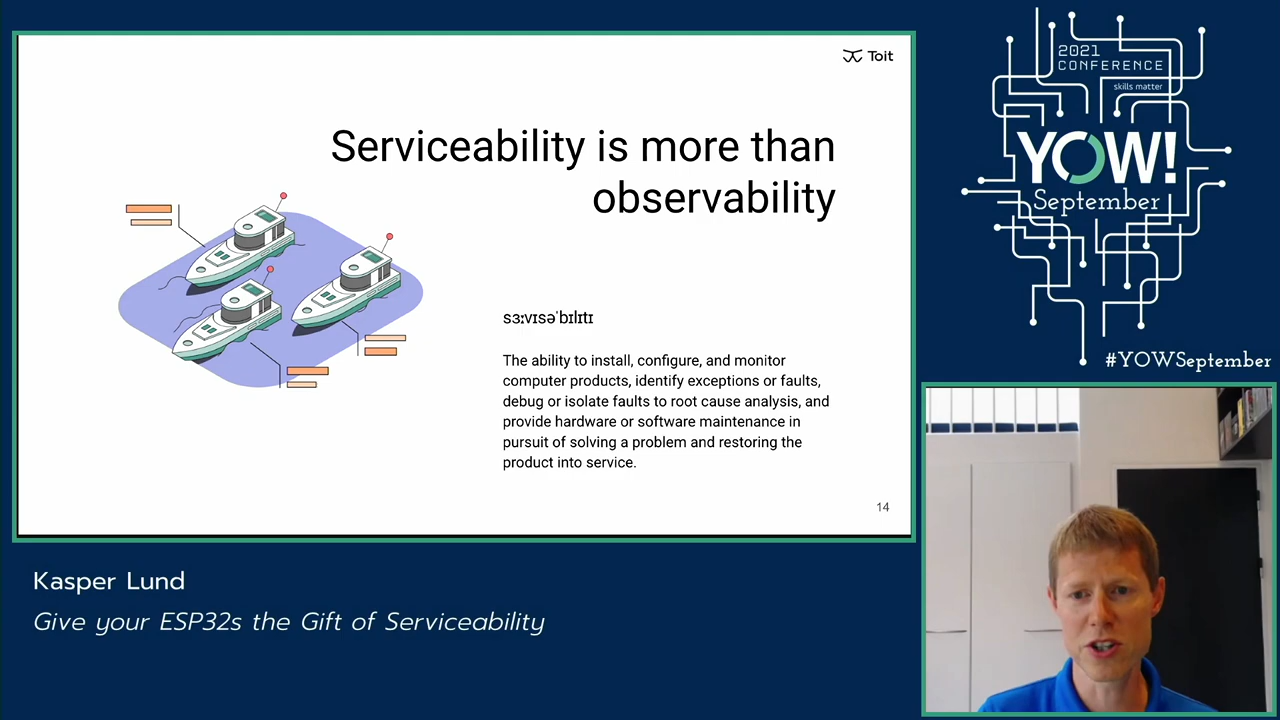 Toit
Serviceability is more than
observability
sɜːvɪsəˈbɪlɪtɪ
The ability to install, configure, and monitor
computer products, identify exceptions or faults,
debug or isolate faults to root cause analysis, and
provide hardware or software maintenance in
pursuit of solving a problem and restoring the
product into service.
14
2021
CONFERENCE
skills matter
YOW!
September
#YOWSeptember
Kasper Lund
Give your ESP32s the Gift of Serviceability